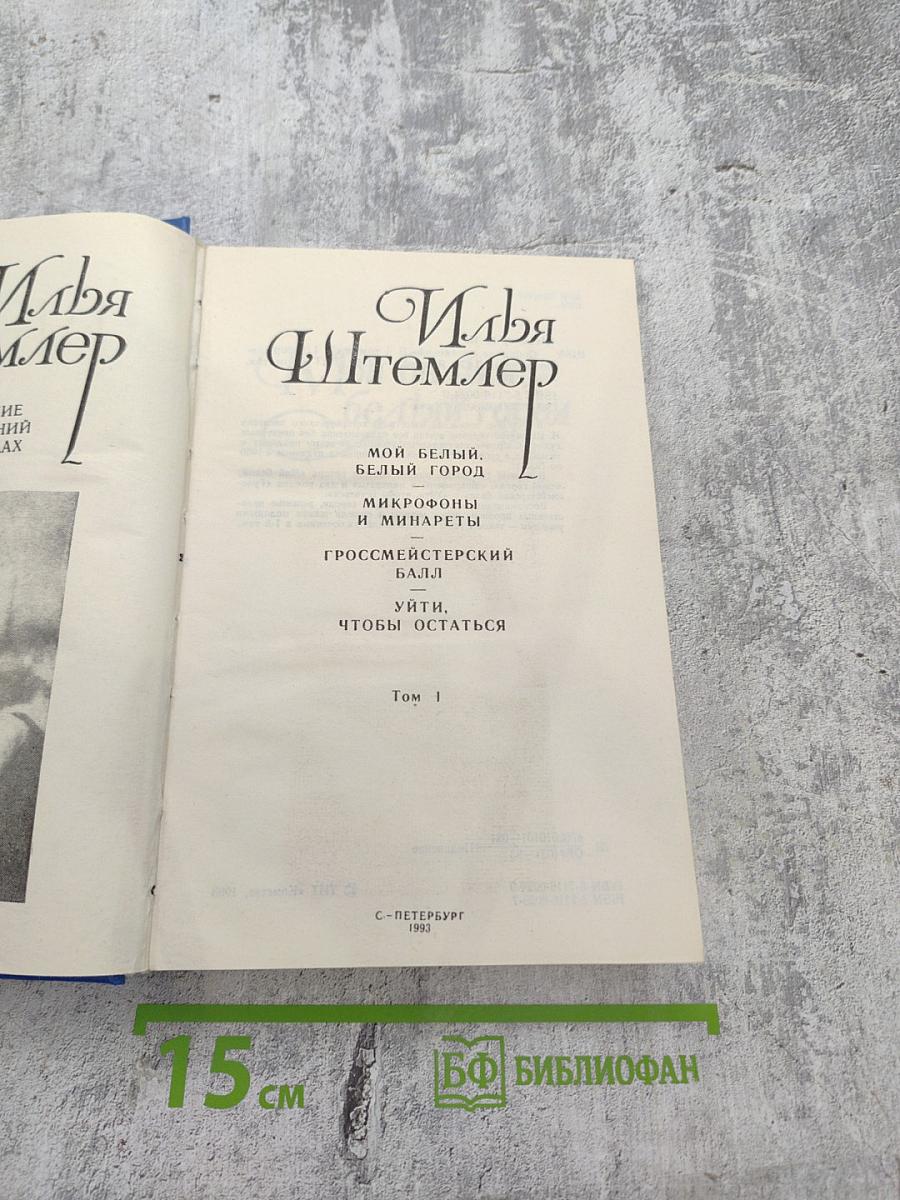 Илья
Штемлер
МОЙ БЕЛЫЙ,
БЕЛЫЙ ГОРОД
МИКРОФОНЫ
И МИНАРЕТЫ
ГРОССМЕЙСТЕРСКИЙ
БАЛЛ
УЙТИ,
ЧТОБЫ ОСТАТЬСЯ
Том I
С.-ПЕТЕРБУРГ
1993
15 см
БФ БИБЛИОФАН